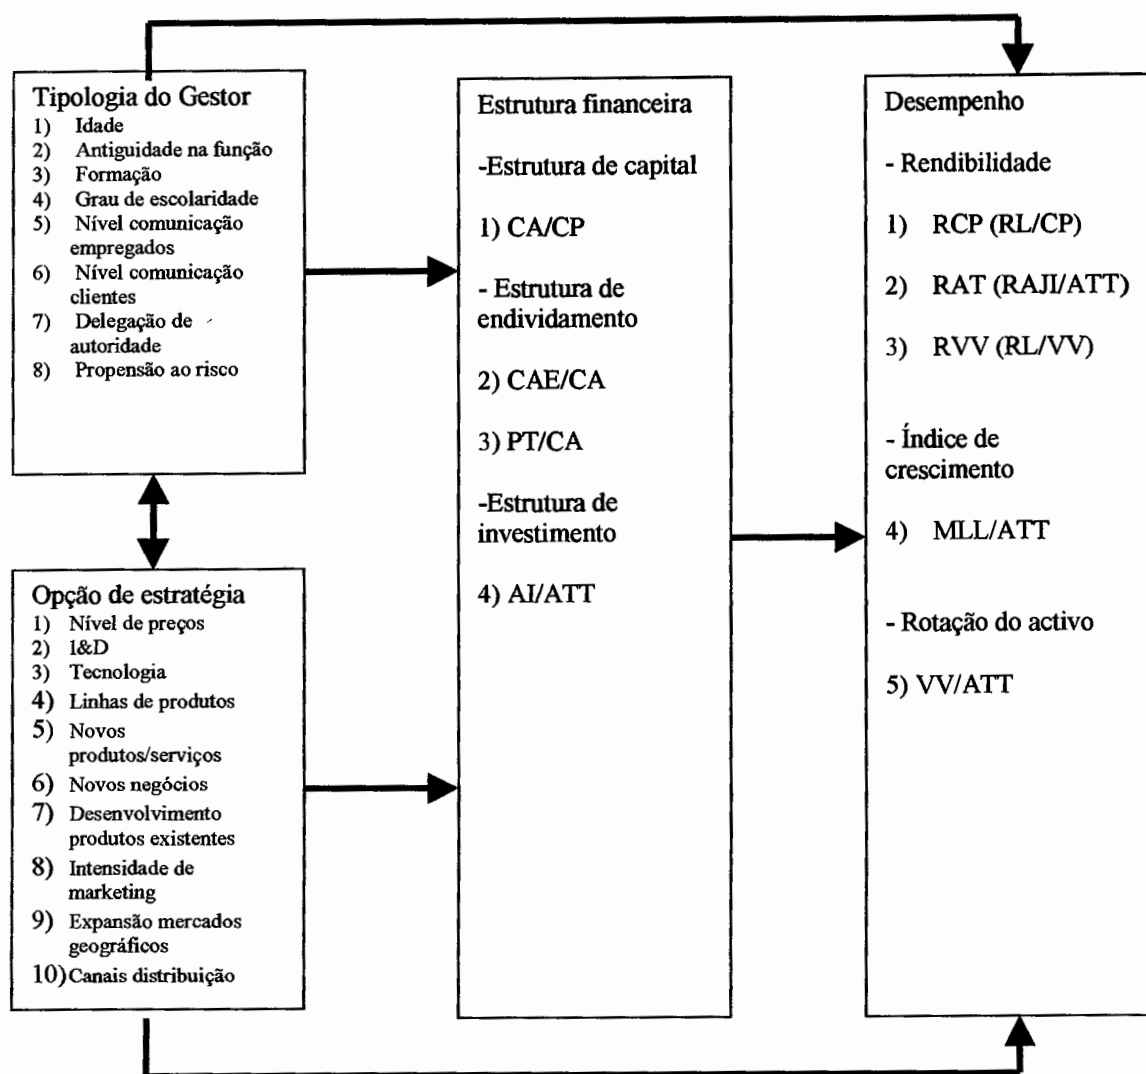 Tipologia do Gestor
1) Idade
2) Antiguidade na função
3) Formação
4) Grau de escolaridade
5) Nível comunicação
empregados
6) Nível comunicação
clientes
7) Delegação de
autoridade
8) Propensão ao risco
Opção de estratégia
1) Nível de preços
2) I&D
3) Tecnologia
4) Linhas de produtos
5) Novos
produtos/serviços
6) Novos negócios
7) Desenvolvimento
produtos existentes
8) Intensidade de
marketing
9) Expansão mercados
geográficos
10) Canais distribuição
Estrutura financeira
-Estrutura de capital
1) CA/CP
- Estrutura de
endividamento
2) CAE/CA
3) PT/CA
-Estrutura de
investimento
4) AI/ATT
Desempenho
- Rendibilidade
1) RCP (RL/CP)
2) RAT (RAJI/ATT)
3) RVV (RL/VV)
- Índice de
crescimento
4) MLL/ATT
- Rotação do activo
5) VV/ATT